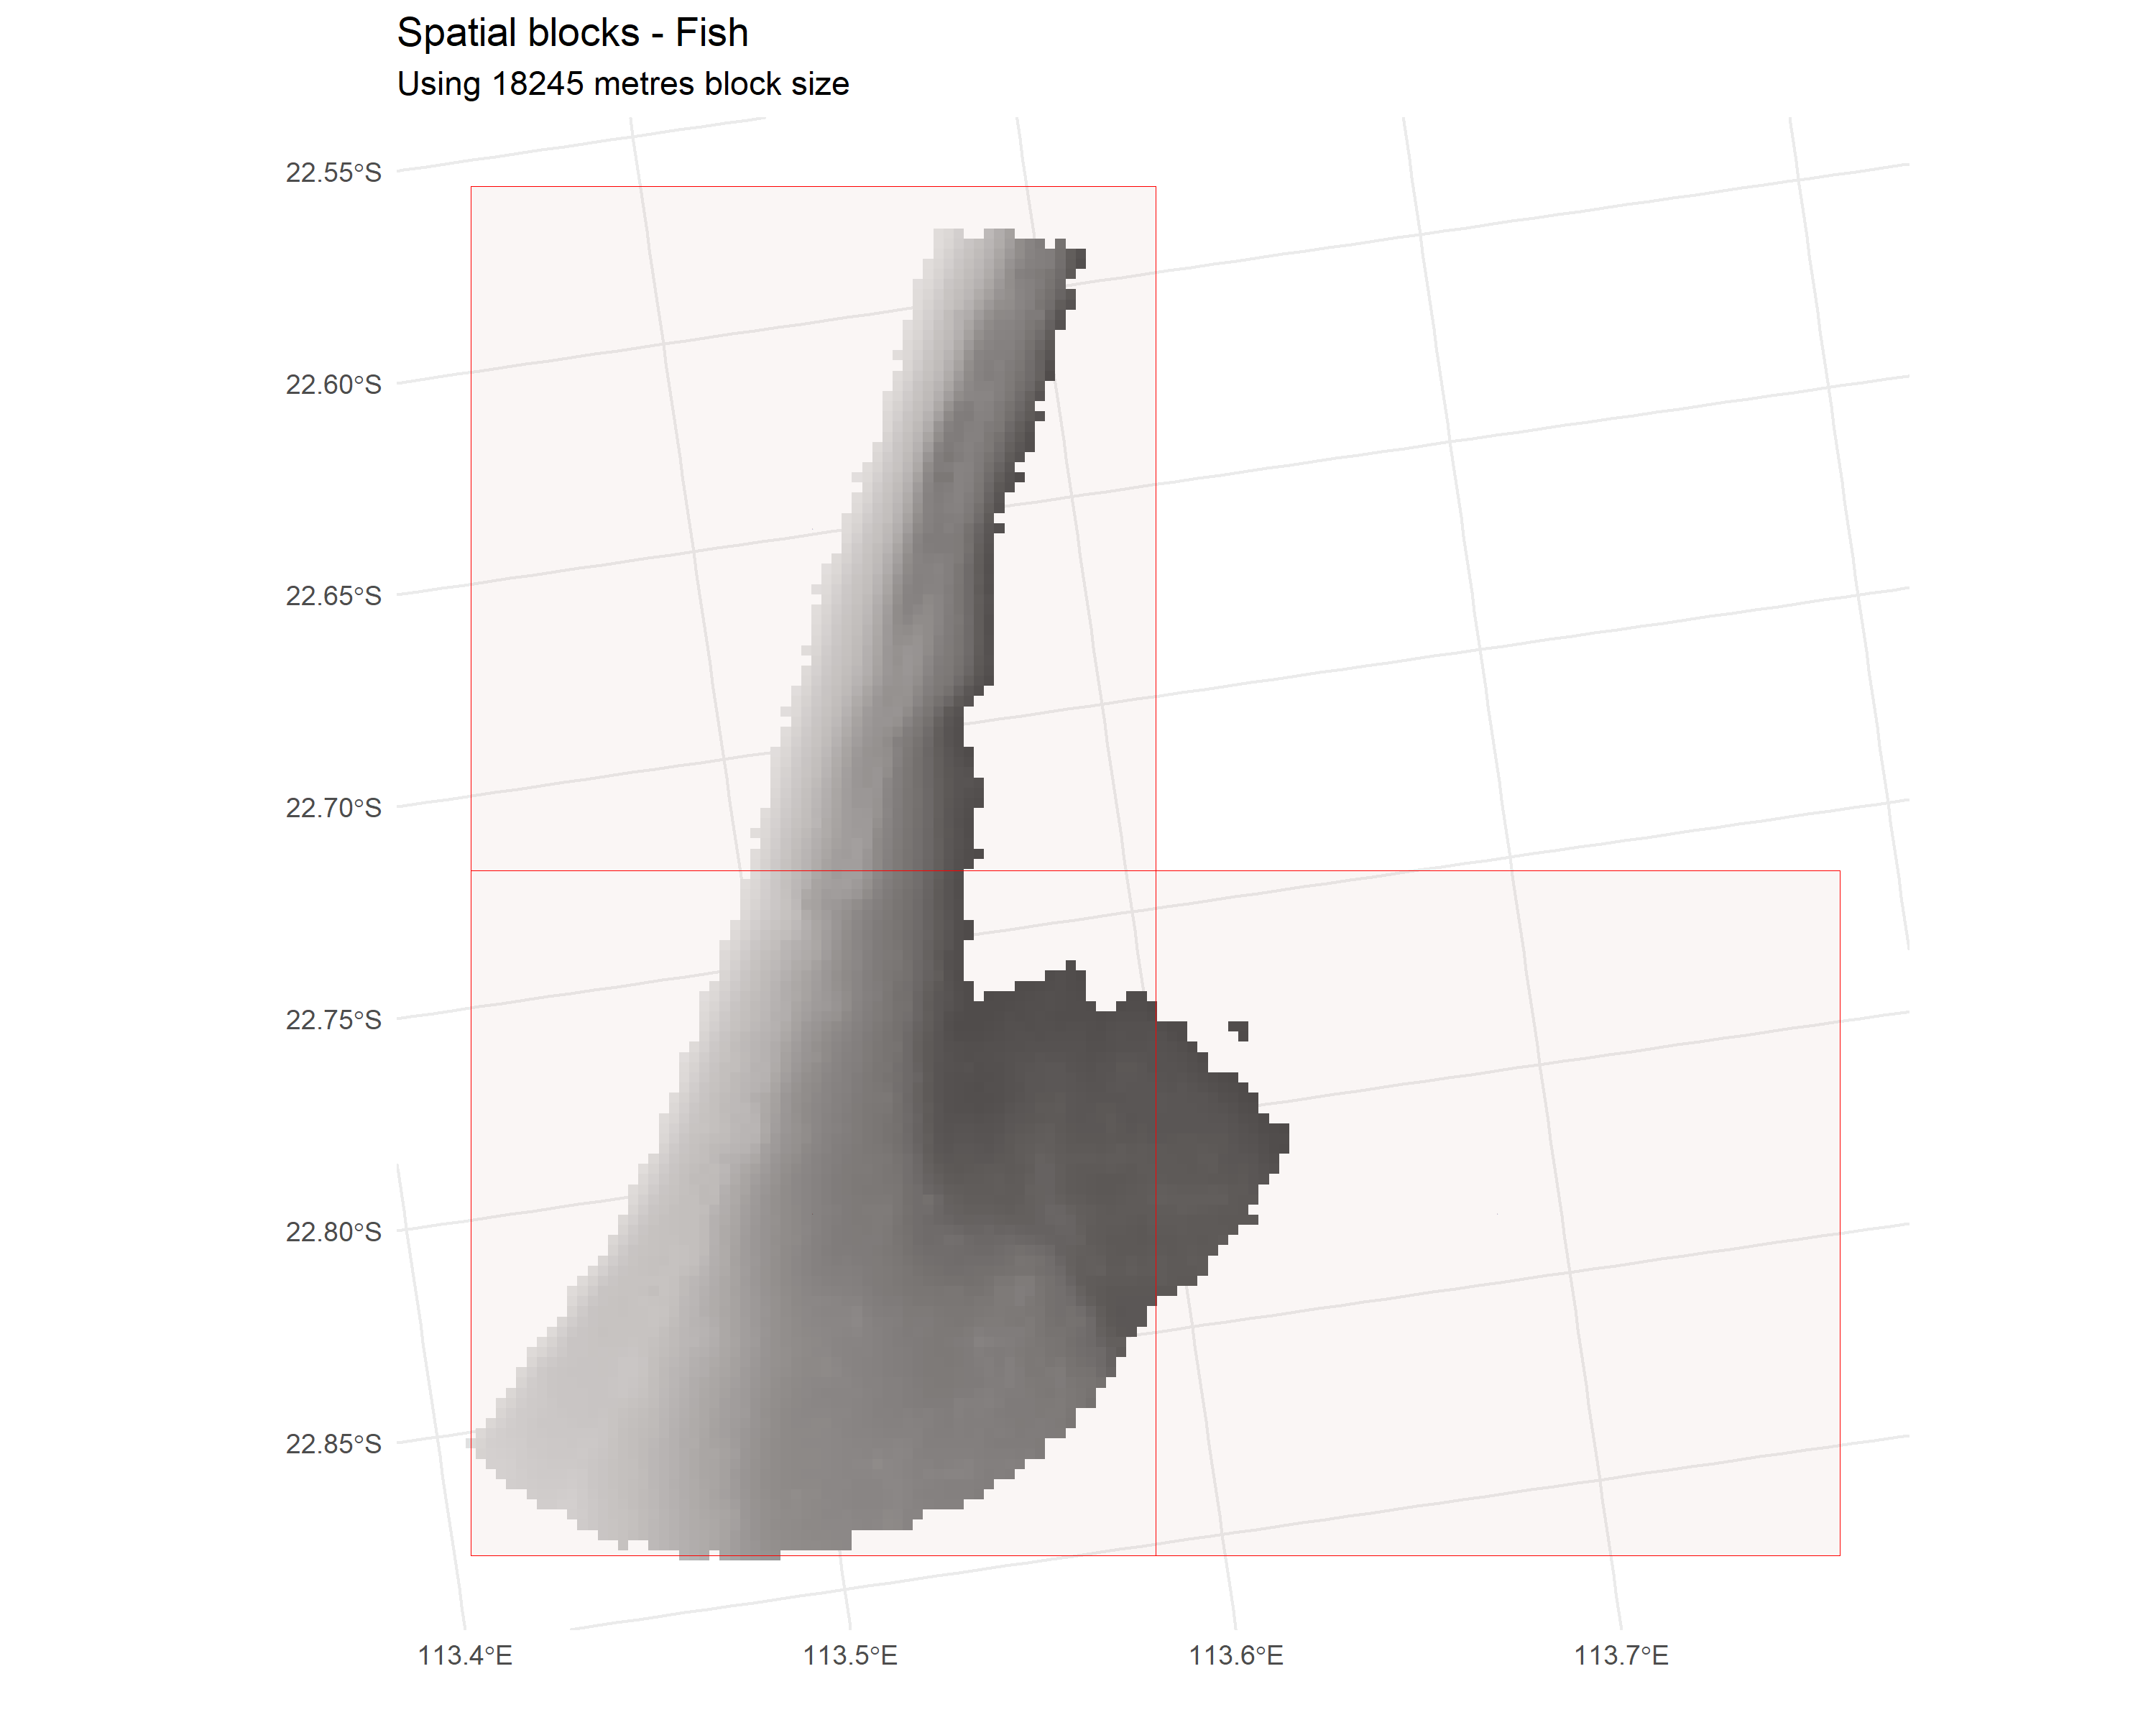 Spatial blocks - Fish
Using 18245 metres block size
22.55°S
22.60°S
22.65°S
22.70°S
22.75°S
22.80°S
22.85°S
113.4°E 113.5°E 113.6°E 113.7°E